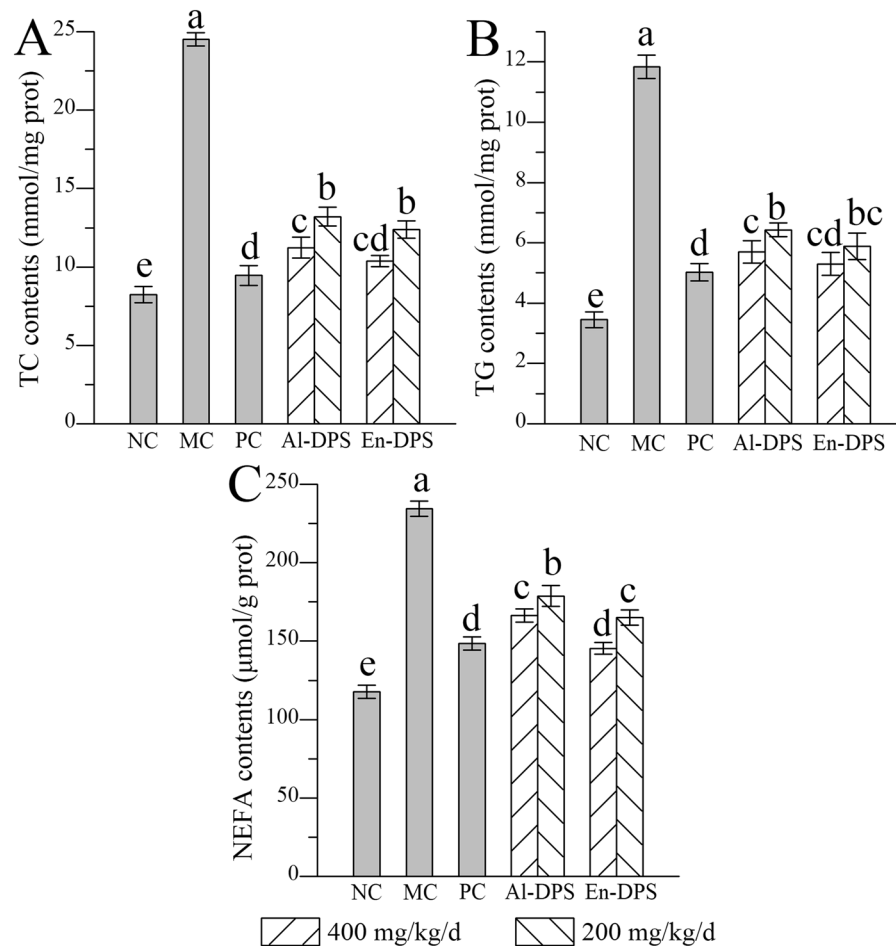 A
TC contents (mmol/mg prot)
25
20
15
10
5
0
e
a
d
c
b
cd
b
NC MC PC Al-DPS En-DPS
B
TG contents (mmol/mg prot)
12
10
8
6
4
2
0
e
a
d
c
b
cd
bc
NC MC PC Al-DPS En-DPS
C
NEFA contents (μmol/g prot)
250
200
150
100
50
0
e
a
d
c
b
d
c
NC MC PC Al-DPS En-DPS
400 mg/kg/d 200 mg/kg/d